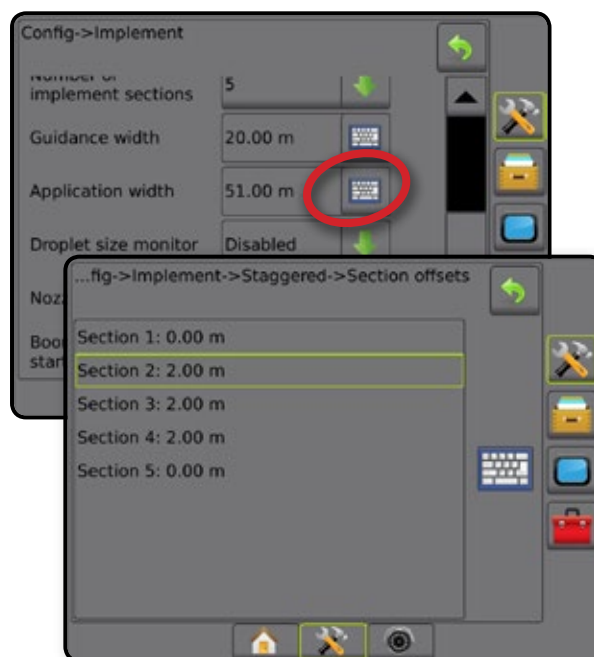 Config->Implement
Number of
implement sections 5
Guidance width 20.00 m
Application width 51.00 m
Droplet size monitor Disabled
...fig->Implement->Staggered->Section offsets
Section 1: 0.00 m
Section 2: 2.00 m
Section 3: 2.00 m
Section 4: 2.00 m
Section 5: 0.00 m